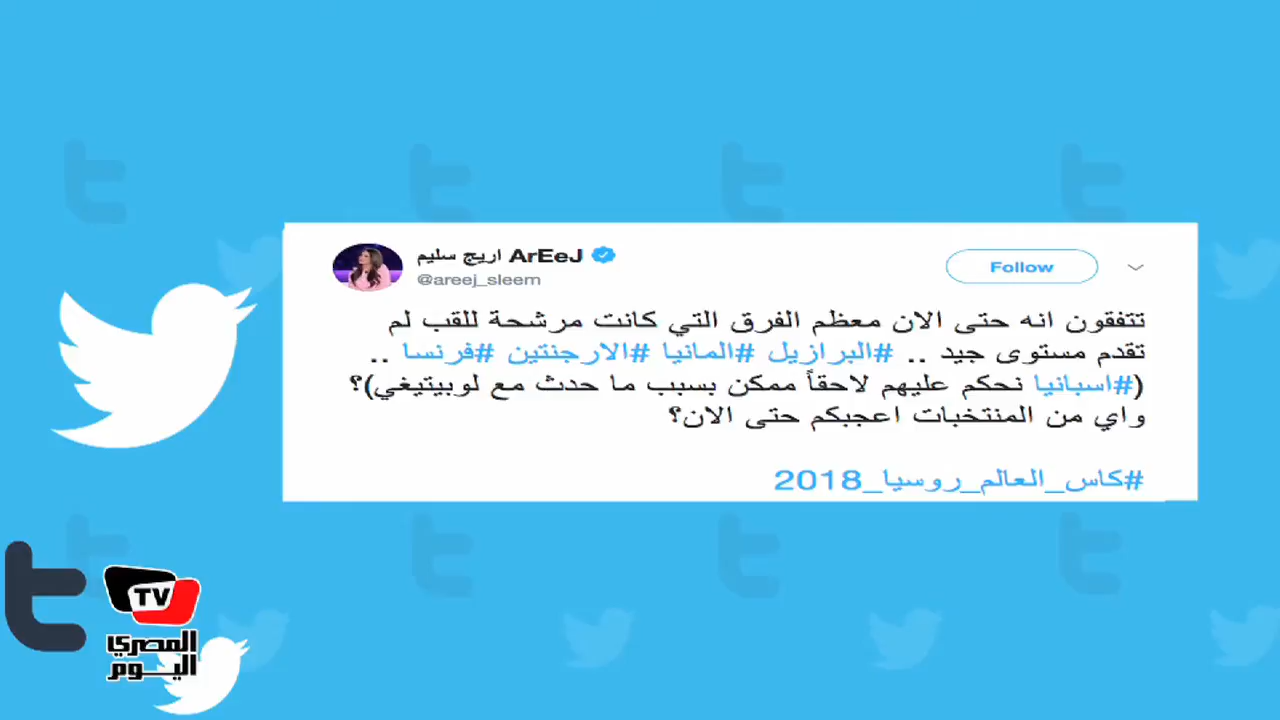 اريج سليم ArEeJ
@areej_sleem
Follow
تتفقون انه حتى الان معظم الفرق التي كانت مرشحة للقب لم
تقدم مستوى جيد .. #البرازيل #المانيا #الارجنتين #فرنسا ..
(#اسبانيا نحكم عليهم لاحقاً ممكن بسبب ما حدث مع لوبيتيغي)؟
واي من المنتخبات اعجبكم حتى الان؟
#كاس_العالم_روسيا_2018
TV
المصري
اليوم